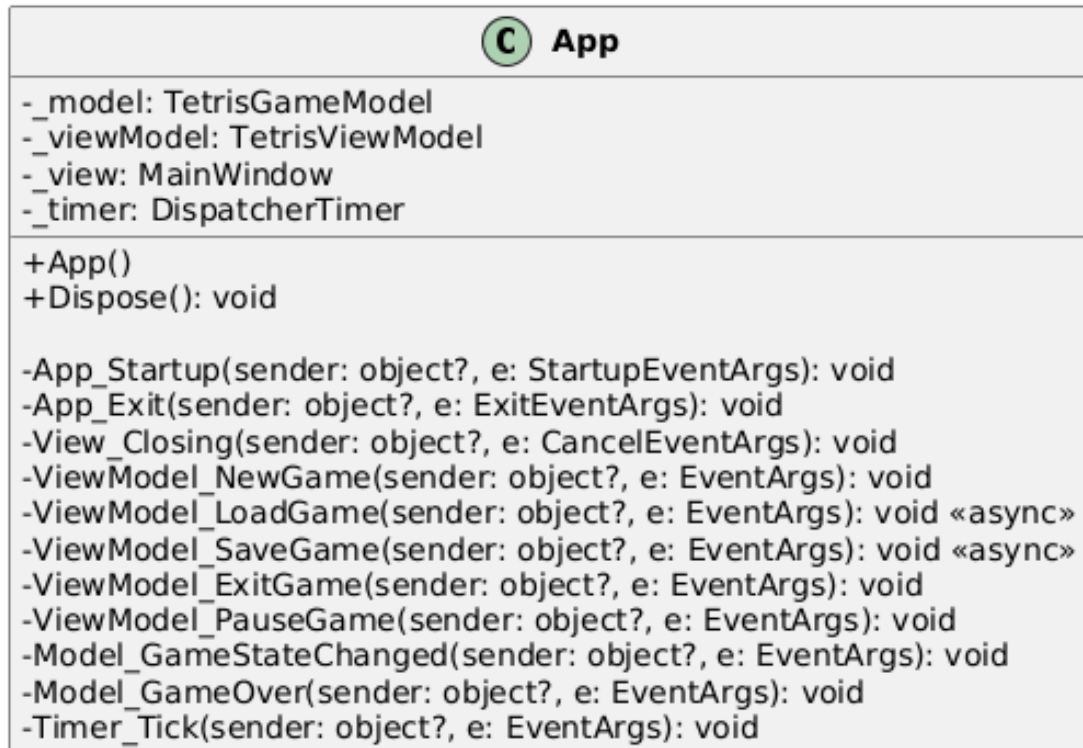 C App
-_model: TetrisGameModel
-_viewModel: TetrisViewModel
-_view: MainWindow
-_timer: DispatcherTimer
+App()
+Dispose(): void
-App_Startup(sender: object?, e: StartupEventArgs): void
-App_Exit(sender: object?, e: ExitEventArgs): void
-View_Closing(sender: object?, e: CancelEventArgs): void
-ViewModel_NewGame(sender: object?, e: EventArgs): void
-ViewModel_LoadGame(sender: object?, e: EventArgs): void «async»
-ViewModel_SaveGame(sender: object?, e: EventArgs): void «async»
-ViewModel_ExitGame(sender: object?, e: EventArgs): void
-ViewModel_PauseGame(sender: object?, e: EventArgs): void
-Model_GameStateChanged(sender: object?, e: EventArgs): void
-Model_GameOver(sender: object?, e: EventArgs): void
-Timer_Tick(sender: object?, e: EventArgs): void